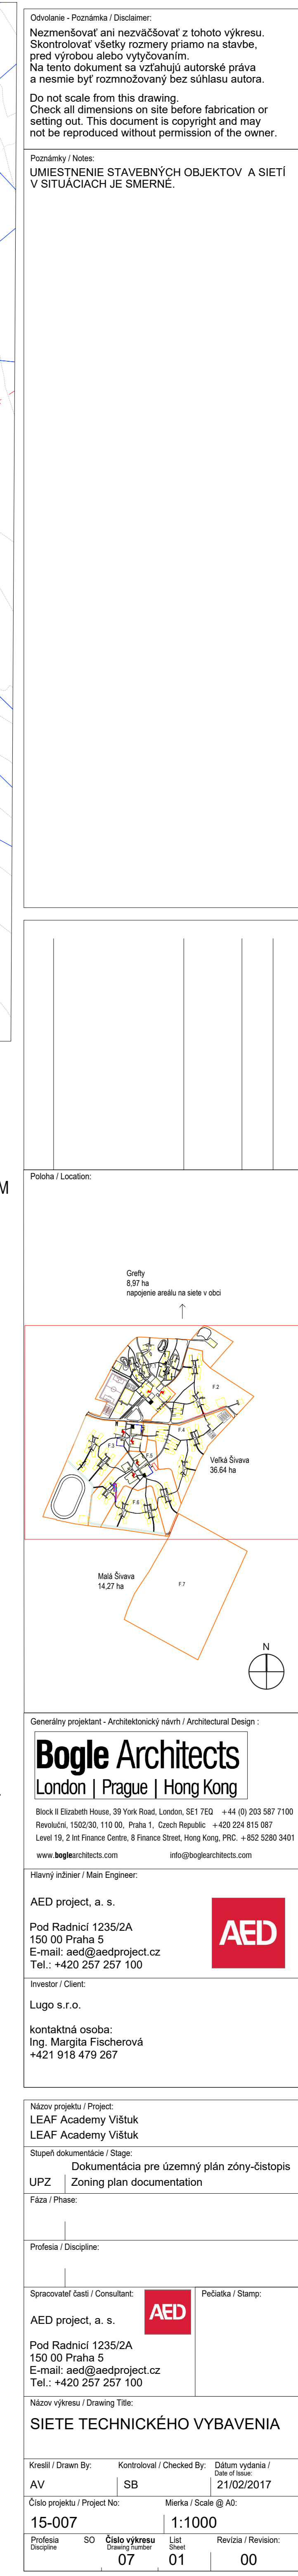 Odvolanie - Poznámka / Disclaimer:
Nezmenšovať ani nezväčšovať z tohoto výkresu.
Skontrolovať všetky rozmery priamo na stavbe,
pred výrobou alebo vytyčovaním.
Na tento dokument sa vzťahujú autorské práva
a nesmie byť rozmnožovaný bez súhlasu autora.
Do not scale from this drawing.
Check all dimensions on site before fabrication or
setting out. This document is copyright and may
not be reproduced without permission of the owner.
Poznámky / Notes:
UMIESTNENIE STAVEBNÝCH OBJEKTOV A SIETÍ
V SITUÁCIACH JE SMERNÉ.
M
Poloha / Location:
Grefty
8,97 ha
napojenie areálu na siete v obci
F.2
F.4
F.3
F.5
F.6
Veľká Šivava
36.64 ha
Malá Šivava
14,27 ha
F.7
N
Generálny projektant - Architektonický návrh / Architectural Design :
Bogle Architects
London | Prague | Hong Kong
Block II Elizabeth House, 39 York Road, London, SE1 7EQ +44 (0) 203 587 7100
Revoluční, 1502/30, 110 00, Praha 1, Czech Republic +420 224 815 087
Level 19, 2 Int Finance Centre, 8 Finance Street, Hong Kong, PRC. +852 5280 3401
www.boglearchitects.com info@boglearchitects.com
Hlavný inžinier / Main Engineer:
AED project, a. s.
Pod Radnicí 1235/2A
150 00 Praha 5
E-mail: aed@aedproject.cz
Tel.: +420 257 257 100
AED
Investor / Client:
Lugo s.r.o.
kontaktná osoba:
Ing. Margita Fischerová
+421 918 479 267
Názov projektu / Project:
LEAF Academy Vištuk
LEAF Academy Vištuk
Stupeň dokumentácie / Stage:
Dokumentácia pre územný plán zóny-čistopis
UPZ Zoning plan documentation
Fáza / Phase:
Profesia / Discipline:
Spracovateľ časti / Consultant: Pečiatka / Stamp:
AED
AED project, a. s.
Pod Radnicí 1235/2A
150 00 Praha 5
E-mail: aed@aedproject.cz
Tel.: +420 257 257 100
Názov výkresu / Drawing Title:
SIETE TECHNICKÉHO VYBAVENIA
Kreslil / Drawn By: Kontroloval / Checked By: Dátum vydania /
Date of Issue:
AV SB 21/02/2017
Číslo projektu / Project No: Mierka / Scale @ A0:
15-007 1:1000
Profesia SO Číslo výkresu List Revízia / Revision:
Discipline Drawing number Sheet
07 01 00